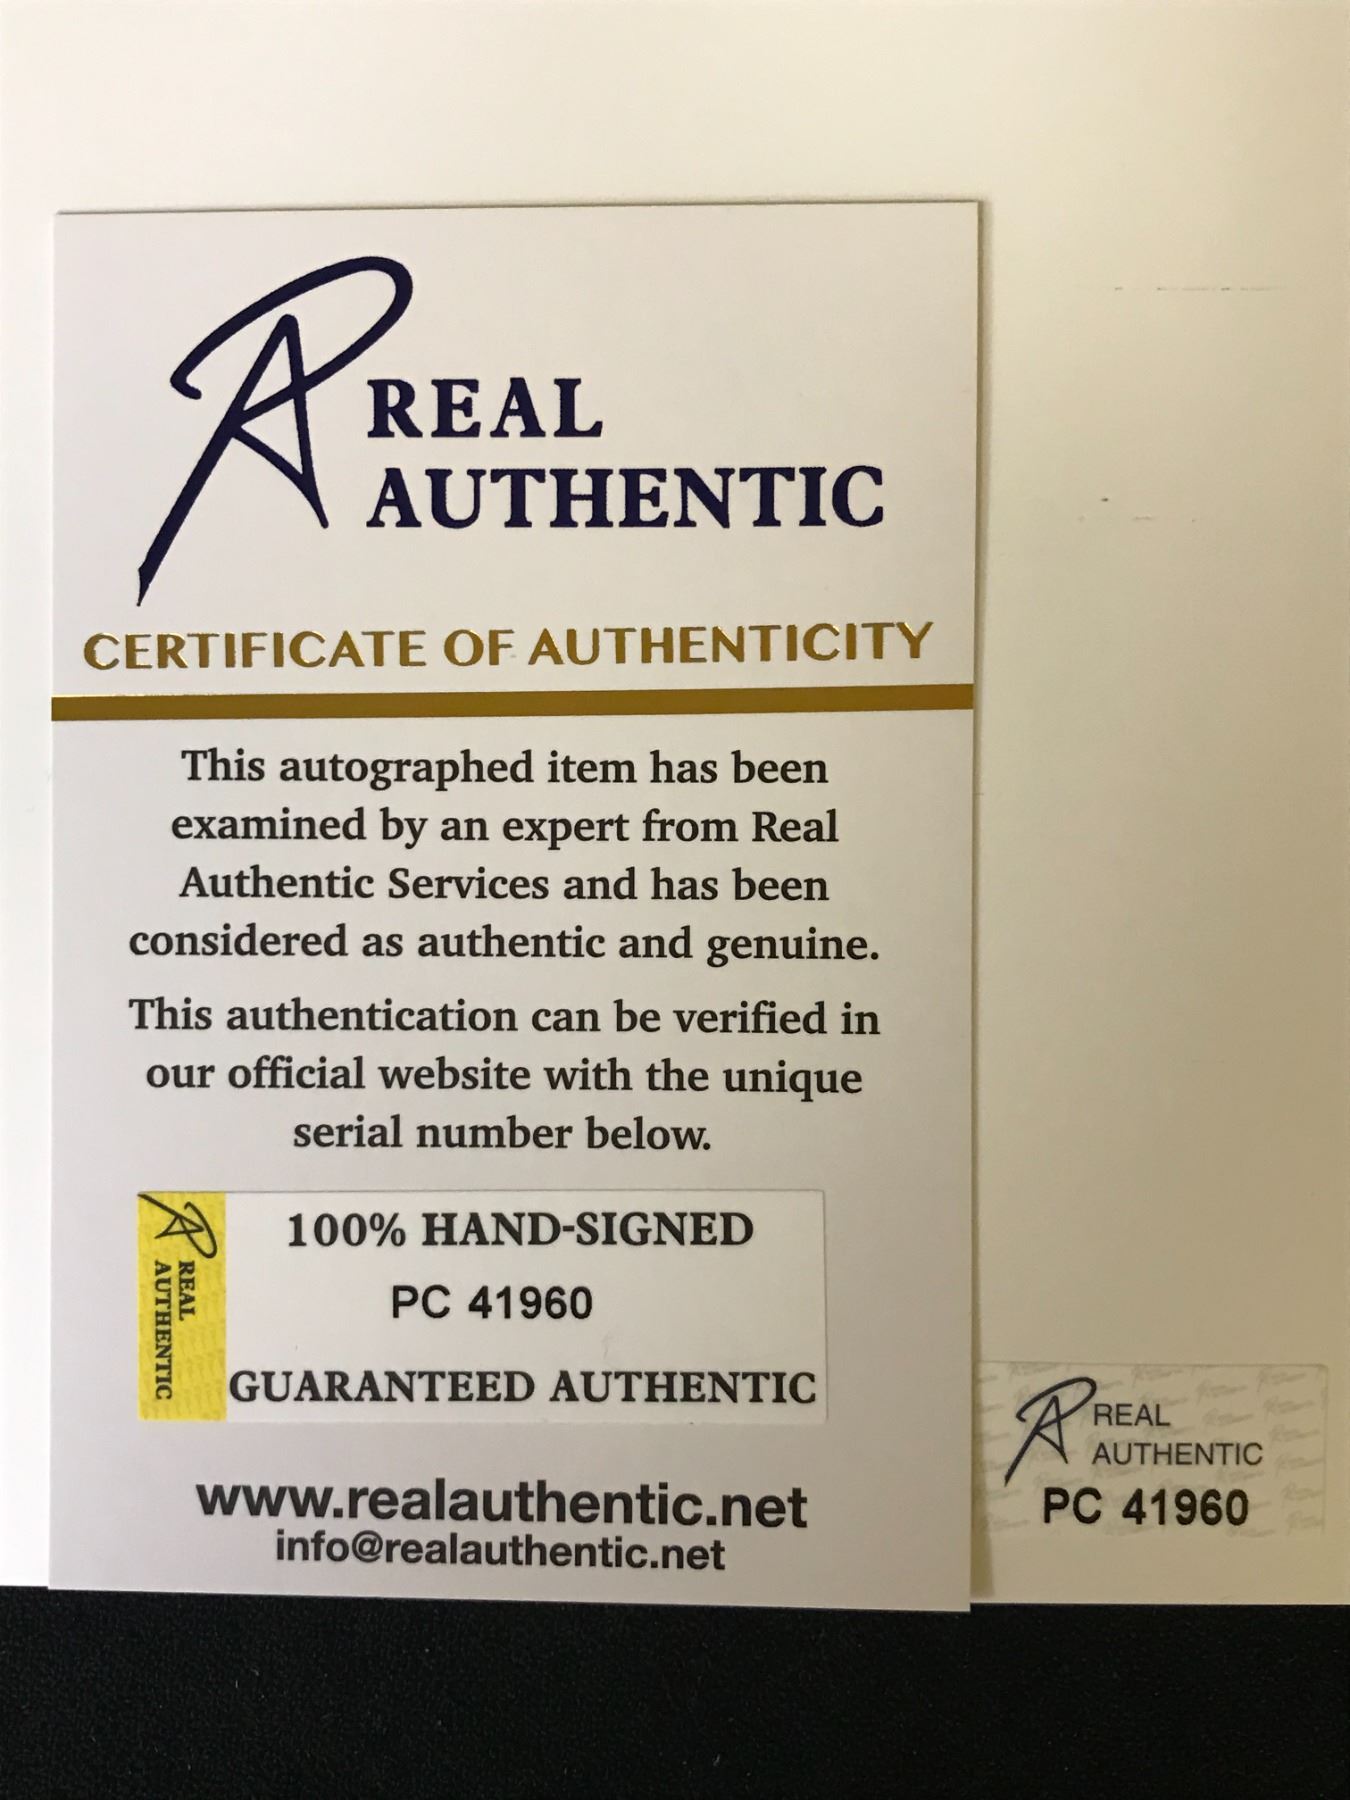 REAL
AUTHENTIC
CERTIFICATE OF AUTHENTICITY
This autographed item has been
examined by an expert from Real
Authentic Services and has been
considered as authentic and genuine.
This authentication can be verified in
our official website with the unique
serial number below.
REAL
AUTHENTIC
100% HAND-SIGNED
PC 41960
GUARANTEED AUTHENTIC
www.realauthentic.net
info@realauthentic.net
REAL
AUTHENTIC
PC 41960